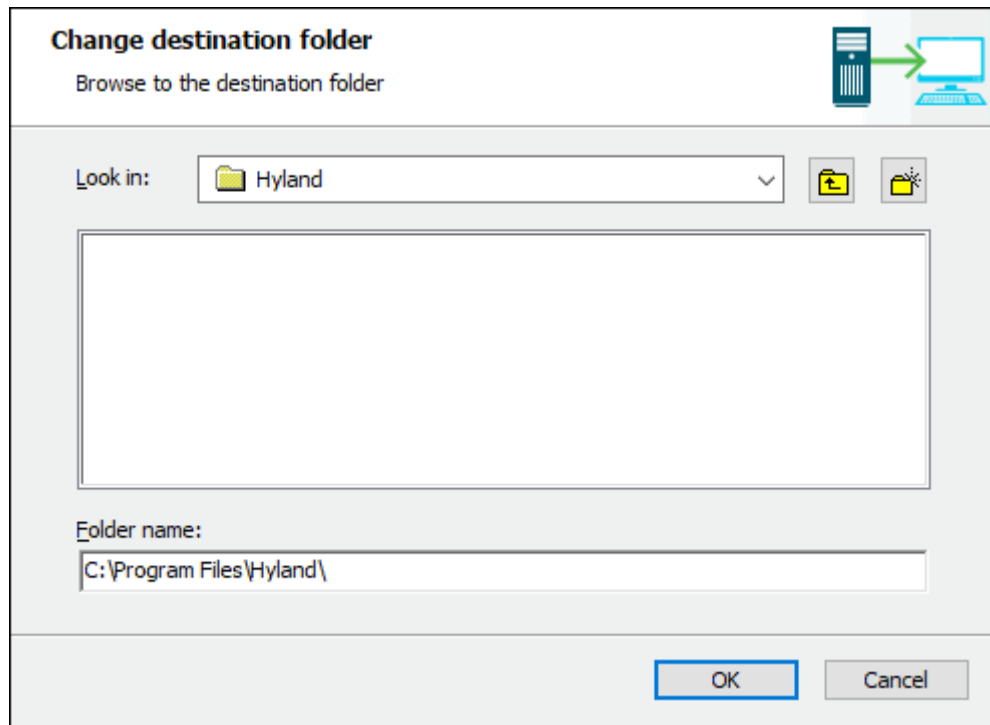 Change destination folder
Browse to the destination folder
Look in:
Hyland
Folder name:
C:\Program Files\Hyland\
OK
Cancel